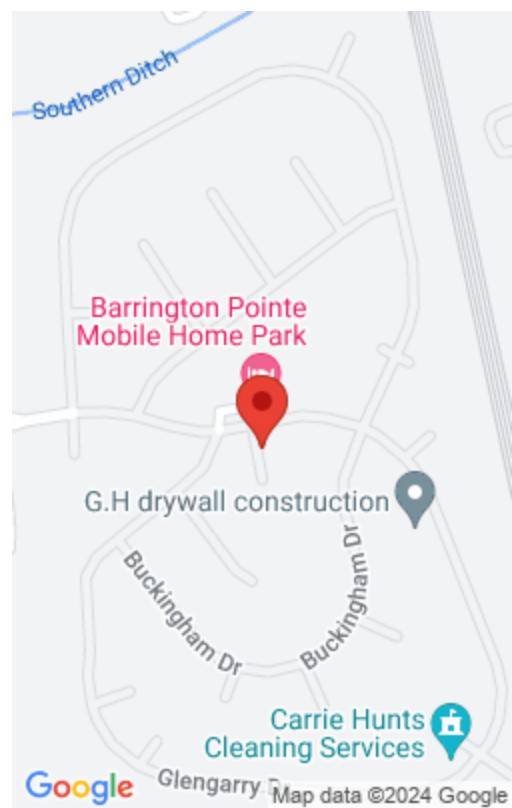 Southern Ditch
Barrington Pointe
Mobile Home Park
G.H drywall construction
Buckingham Dr
Buckingham Dr
Carrie Hunts
Cleaning Services
Google
Glengarry Dr
Map data ©2024 Google